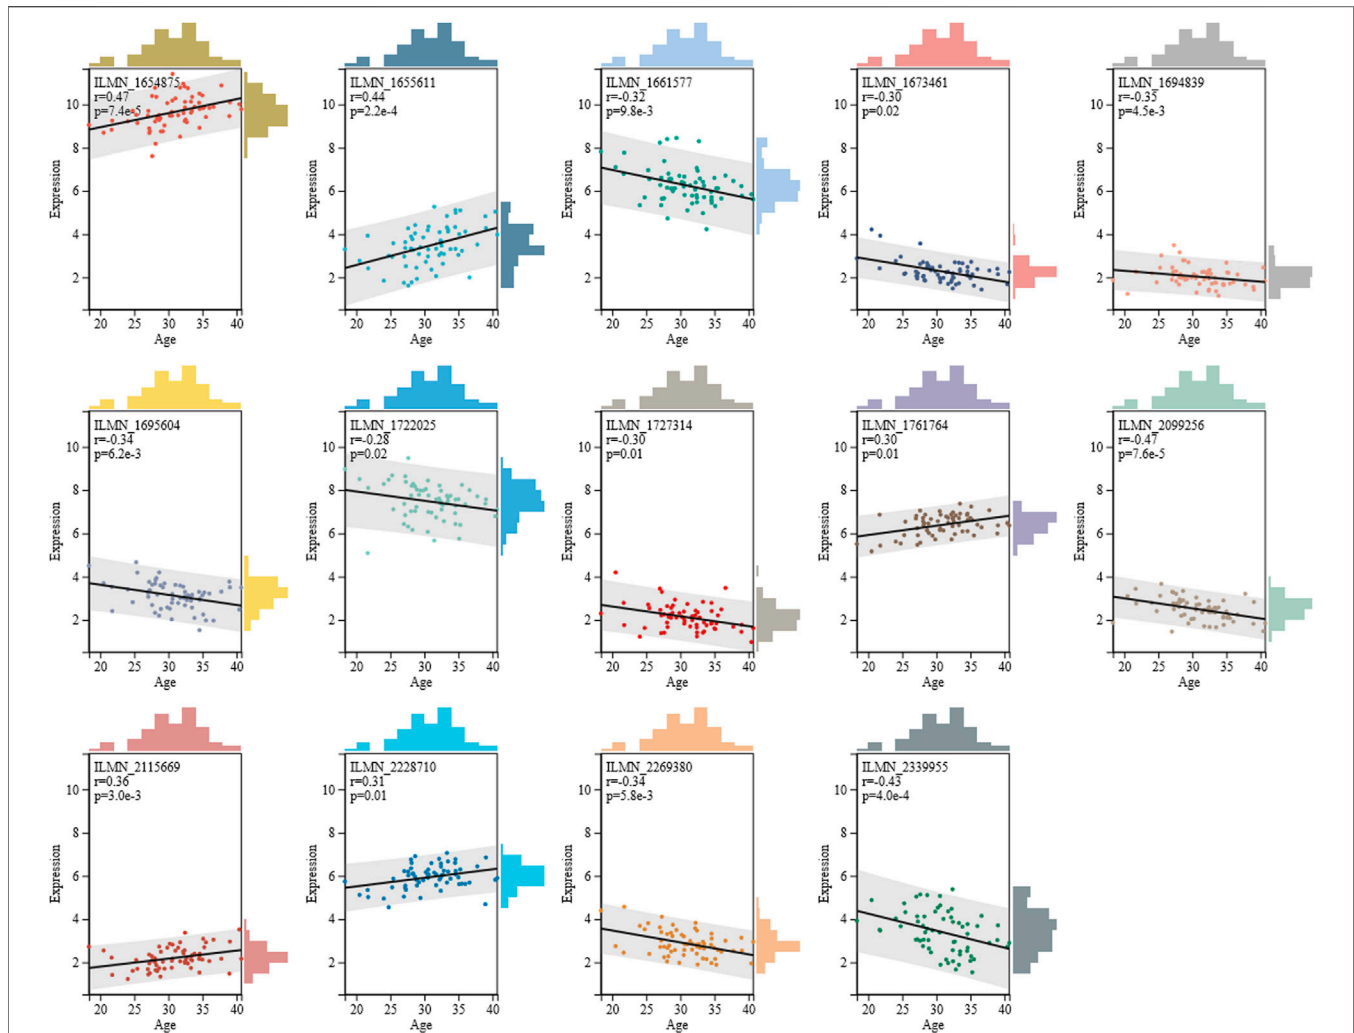 ILMN_1654875
r=0.47
p=7.4e-5
10
8
6
4
2
Expression
20 25 30 35 40
Age
ILMN_1655611
r=0.44
p=2.2e-4
10
8
6
4
2
Expression
20 25 30 35 40
Age
ILMN_1661577
r=-0.32
p=9.8e-3
10
8
6
4
2
Expression
20 25 30 35 40
Age
ILMN_1673461
r=-0.30
p=0.02
10
8
6
4
2
Expression
20 25 30 35 40
Age
ILMN_1694839
r=-0.35
p=4.5e-3
10
8
6
4
2
Expression
20 25 30 35 40
Age
ILMN_1695604
r=-0.34
p=6.2e-3
10
8
6
4
2
Expression
20 25 30 35 40
Age
ILMN_1722025
r=-0.28
p=0.02
10
8
6
4
2
Expression
20 25 30 35 40
Age
ILMN_1727314
r=-0.30
p=0.01
10
8
6
4
2
Expression
20 25 30 35 40
Age
ILMN_1761764
r=0.30
p=0.01
10
8
6
4
2
Expression
20 25 30 35 40
Age
ILMN_2099256
r=-0.47
p=7.6e-5
10
8
6
4
2
Expression
20 25 30 35 40
Age
ILMN_2115669
r=0.36
p=3.0e-3
10
8
6
4
2
Expression
20 25 30 35 40
Age
ILMN_2228710
r=0.31
p=0.01
10
8
6
4
2
Expression
20 25 30 35 40
Age
ILMN_2269380
r=-0.34
p=5.8e-3
10
8
6
4
2
Expression
20 25 30 35 40
Age
ILMN_2339955
r=-0.43
p=4.0e-4
10
8
6
4
2
Expression
20 25 30 35 40
Age